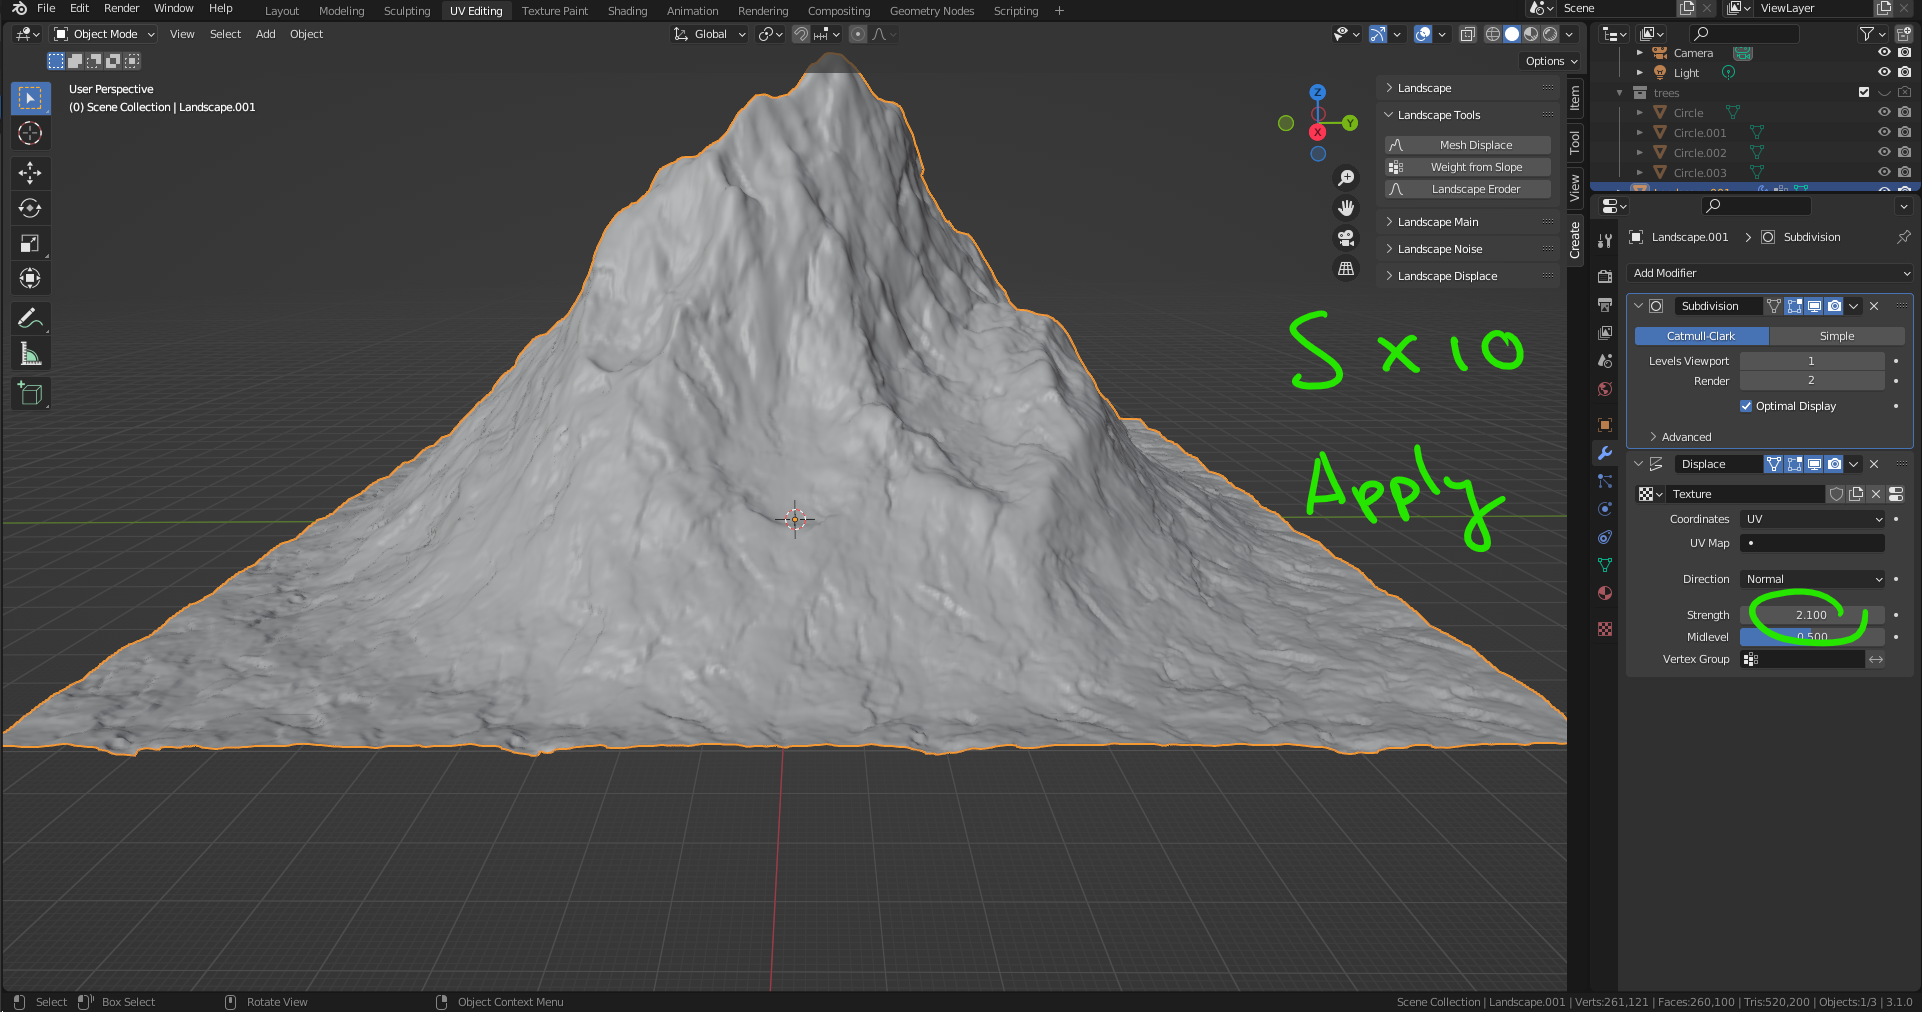 File Edit Render Window Help Layout Modeling Sculpting UV Editing Texture Paint Shading Animation Rendering Compositing Geometry Nodes Scripting + Scene ViewLayer
Object Mode View Select Add Object Global
Options
User Perspective
(0) Scene Collection | Landscape.001
Z
Y
X
Landscape
Landscape Tools
Mesh Displace
Weight from Slope
Landscape Eroder
Landscape Main
Landscape Noise
Landscape Displace
Item
Tool
View
Create
S x 10
Apply
Camera
Light
trees
Circle
Circle.001
Circle.002
Circle.003
Landscape.001 > Subdivision
Add Modifier
Subdivision
Catmull-Clark Simple
Levels Viewport 1
Render 2
Optimal Display
Advanced
Displace
Texture
Coordinates UV
UV Map
Direction Normal
Strength 2.100
Midlevel 0.500
Vertex Group
Select Box Select Rotate View Object Context Menu Scene Collection | Landscape.001 | Verts:261,121 | Faces:260,100 | Tris:520,200 | Objects:1/3 | 3.1.0